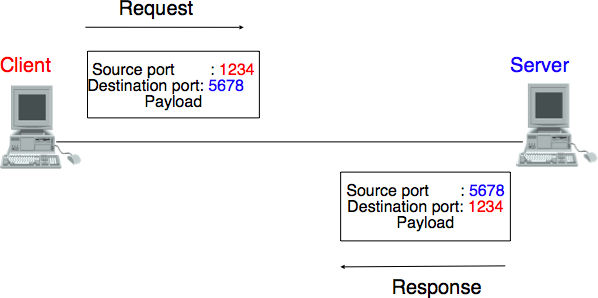 Request
Client
Source port : 1234
Destination port: 5678
Payload
Server
Source port : 5678
Destination port: 1234
Payload
Response